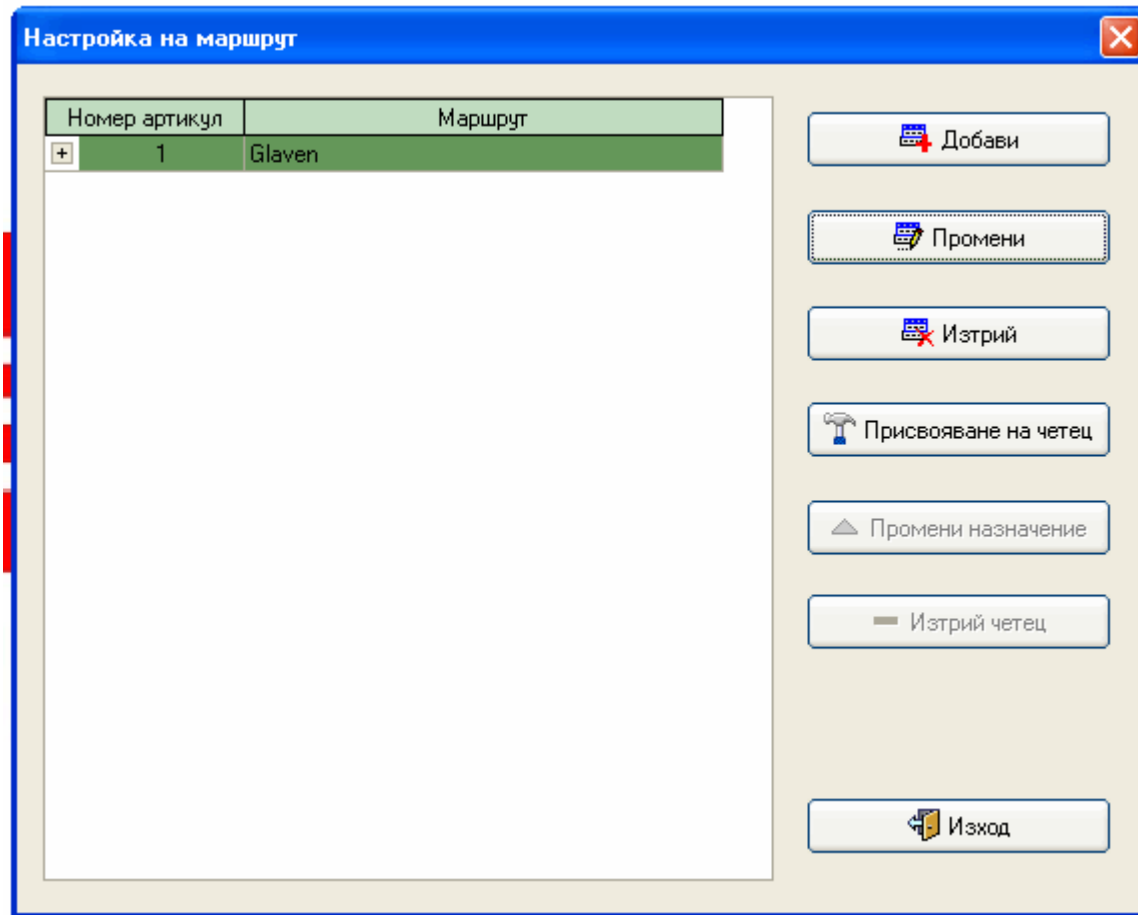 Настройка на маршрут
Номер артикул Маршрут
1 Glaven
Добави
Промени
Изтрий
Присвояване на четец
Промени назначение
Изтрий четец
Изход